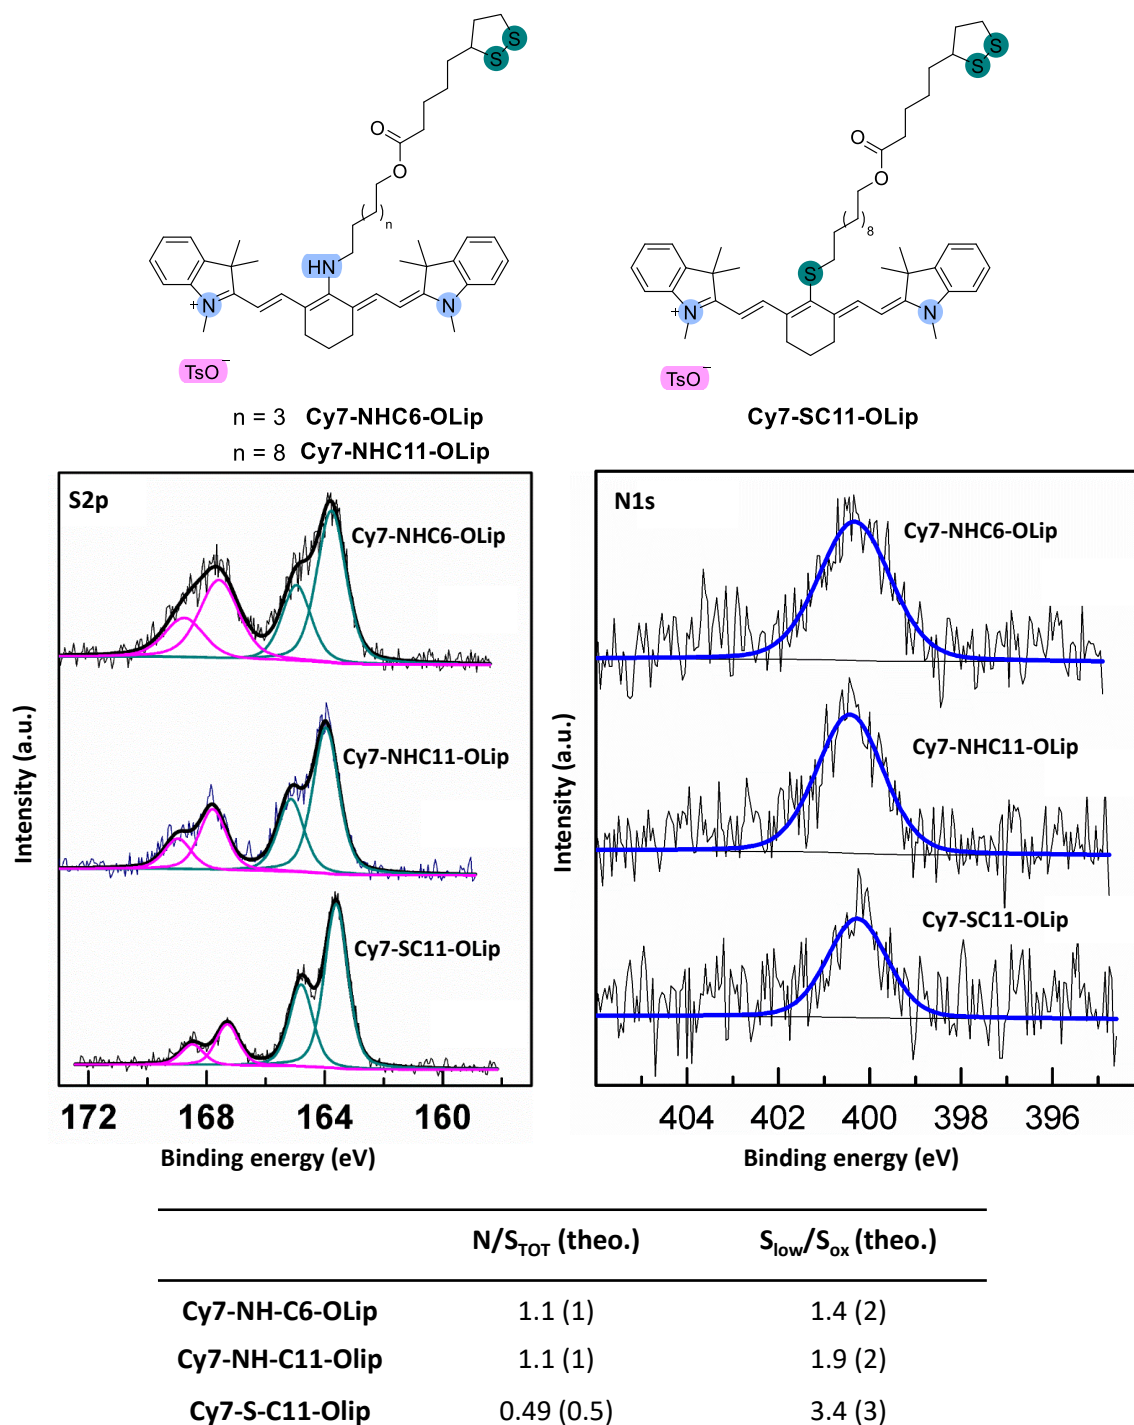 S
S
S
S
O
O
O
O
( )n
( )8
HN
S
N
+
N
N
+
N
TsO−
TsO−
n = 3 Cy7-NHC6-OLip
n = 8 Cy7-NHC11-OLip
Cy7-SC11-OLip
S2p
Cy7-NHC6-OLip
Cy7-NHC11-OLip
Cy7-SC11-OLip
Intensity (a.u.)
172 168 164 160
Binding energy (eV)
N1s
Cy7-NHC6-OLip
Cy7-NHC11-OLip
Cy7-SC11-OLip
Intensity (a.u.)
404 402 400 398 396
Binding energy (eV)
N/STOT (theo.) Slow/Sox (theo.)
Cy7-NH-C6-OLip 1.1 (1) 1.4 (2)
Cy7-NH-C11-Olip 1.1 (1) 1.9 (2)
Cy7-S-C11-Olip 0.49 (0.5) 3.4 (3)